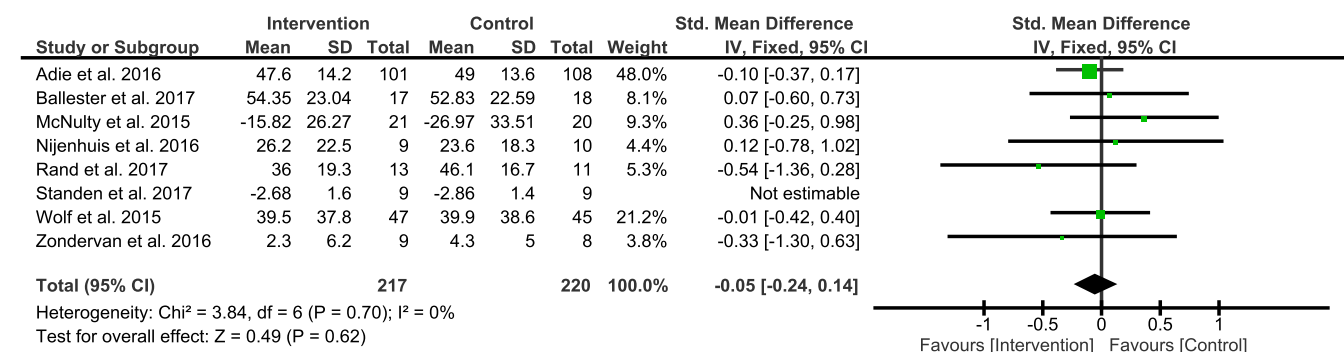 Intervention Control Std. Mean Difference Std. Mean Difference
Study or Subgroup Mean SD Total Mean SD Total Weight IV, Fixed, 95% CI IV, Fixed, 95% CI
Adie et al. 2016 47.6 14.2 101 49 13.6 108 48.0% -0.10 [-0.37, 0.17]
Ballester et al. 2017 54.35 23.04 17 52.83 22.59 18 8.1% 0.07 [-0.60, 0.73]
McNulty et al. 2015 -15.82 26.27 21 -26.97 33.51 20 9.3% 0.36 [-0.25, 0.98]
Nijenhuis et al. 2016 26.2 22.5 9 23.6 18.3 10 4.4% 0.12 [-0.78, 1.02]
Rand et al. 2017 36 19.3 13 46.1 16.7 11 5.3% -0.54 [-1.36, 0.28]
Standen et al. 2017 -2.68 1.6 9 -2.86 1.4 9 Not estimable
Wolf et al. 2015 39.5 37.8 47 39.9 38.6 45 21.2% -0.01 [-0.42, 0.40]
Zondervan et al. 2016 2.3 6.2 9 4.3 5 8 3.8% -0.33 [-1.30, 0.63]
Total (95% CI) 217 220 100.0% -0.05 [-0.24, 0.14]
Heterogeneity: Chi² = 3.84, df = 6 (P = 0.70); I² = 0%
Test for overall effect: Z = 0.49 (P = 0.62)
-1 -0.5 0 0.5 1
Favours [Intervention] Favours [Control]